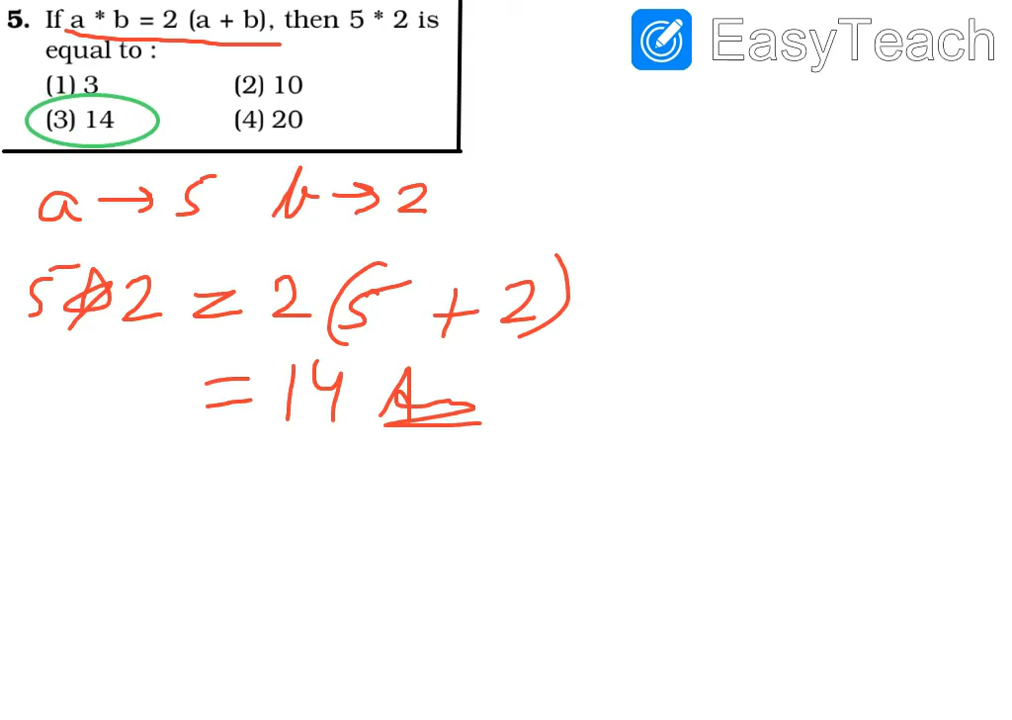 5. If a * b = 2 (a + b), then 5 * 2 is
equal to :
(1) 3 (2) 10
(3) 14 (4) 20
EasyTeach
a → 5 b → 2
5 * 2 = 2 (5 + 2)
= 14 Ans